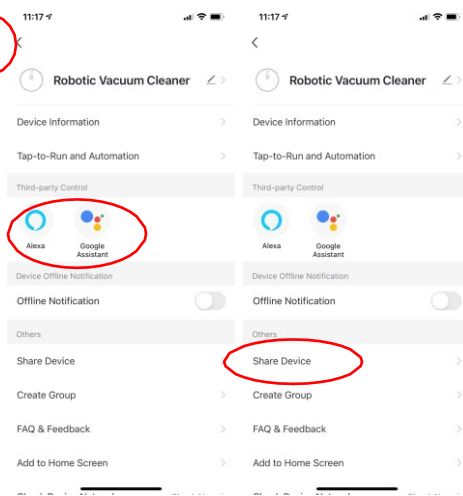 11:17
Robotic Vacuum Cleaner
Device Information
Tap-to-Run and Automation
Third-party Control
Alexa
Google
Assistant
Device Offline Notification
Offline Notification
Others
Share Device
Create Group
FAQ & Feedback
Add to Home Screen
11:17
Robotic Vacuum Cleaner
Device Information
Tap-to-Run and Automation
Third-party Control
Alexa
Google
Assistant
Device Offline Notification
Offline Notification
Others
Share Device
Create Group
FAQ & Feedback
Add to Home Screen